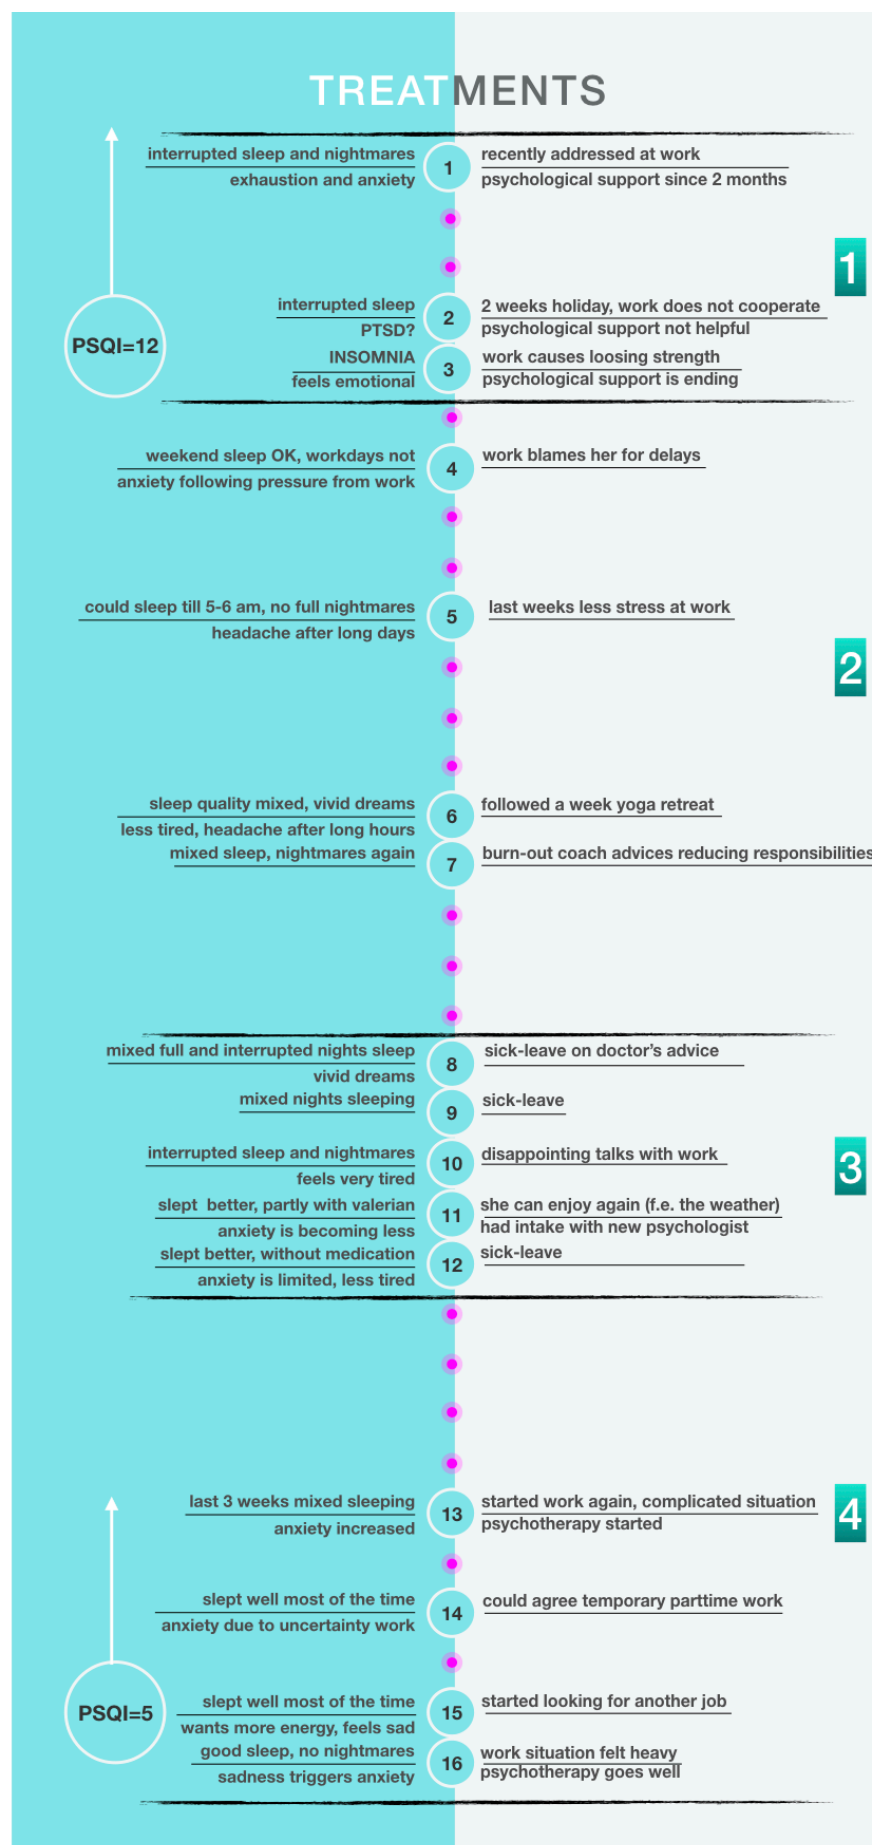 TREATMENTS
interrupted sleep and nightmares
exhaustion and anxiety
1
recently addressed at work
psychological support since 2 months
1
interrupted sleep
PTSD?
2
2 weeks holiday, work does not cooperate
psychological support not helpful
PSQI=12
INSOMNIA
feels emotional
3
work causes loosing strength
psychological support is ending
weekend sleep OK, workdays not
anxiety following pressure from work
4
work blames her for delays
could sleep till 5-6 am, no full nightmares
headache after long days
5
last weeks less stress at work
2
sleep quality mixed, vivid dreams
less tired, headache after long hours
6
followed a week yoga retreat
mixed sleep, nightmares again
7
burn-out coach advices reducing responsibilities
mixed full and interrupted nights sleep
vivid dreams
8
sick-leave on doctor's advice
mixed nights sleeping
9
sick-leave
interrupted sleep and nightmares
feels very tired
10
disappointing talks with work
3
slept better, partly with valerian
anxiety is becoming less
11
she can enjoy again (f.e. the weather)
had intake with new psychologist
slept better, without medication
anxiety is limited, less tired
12
sick-leave
last 3 weeks mixed sleeping
anxiety increased
13
started work again, complicated situation
psychotherapy started
4
slept well most of the time
anxiety due to uncertainty work
14
could agree temporary parttime work
PSQI=5
slept well most of the time
wants more energy, feels sad
15
started looking for another job
good sleep, no nightmares
sadness triggers anxiety
16
work situation felt heavy
psychotherapy goes well